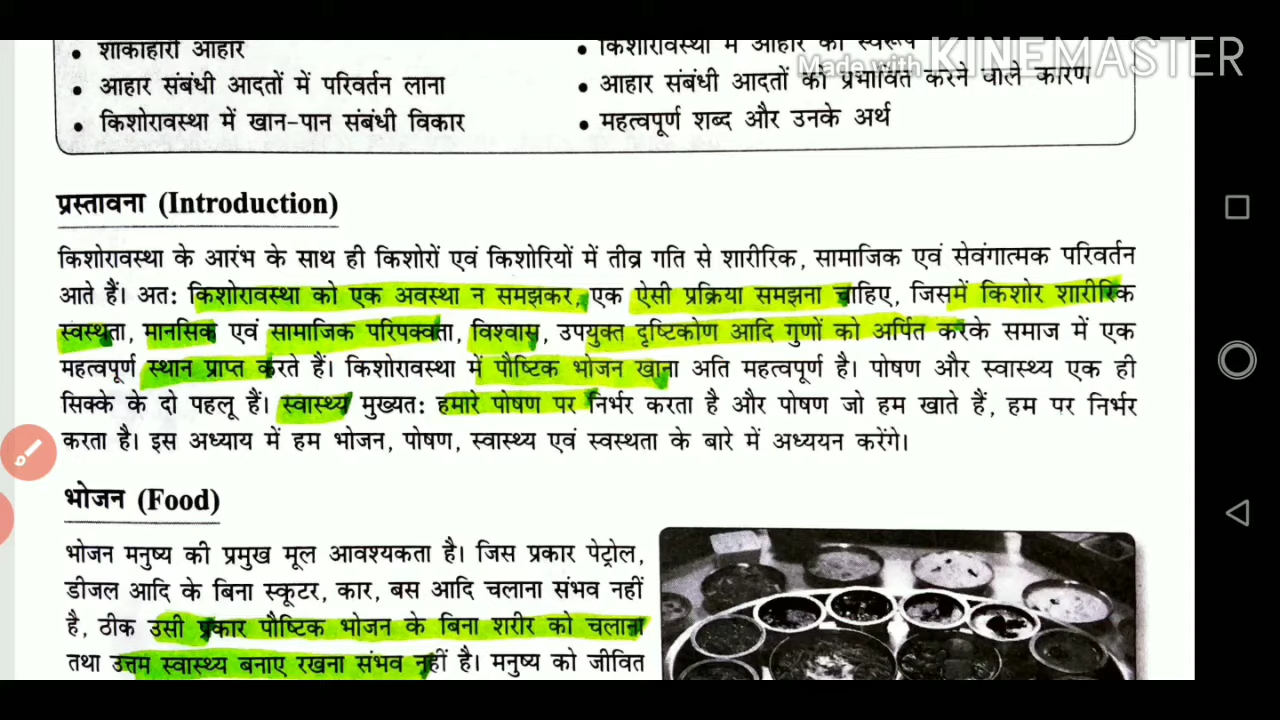 • शाकाहारी आहार
• किशोरावस्था में आहार का स्वरूप
Made with KINEMASTER
• आहार संबंधी आदतों में परिवर्तन लाना
• आहार संबंधी आदतों को प्रभावित करने वाले कारण
• किशोरावस्था में खान-पान संबंधी विकार
• महत्वपूर्ण शब्द और उनके अर्थ
प्रस्तावना (Introduction)
किशोरावस्था के आरंभ के साथ ही किशोरों एवं किशोरियों में तीव्र गति से शारीरिक, सामाजिक एवं सेवंगात्मक परिवर्तन
आते हैं। अतः किशोरावस्था को एक अवस्था न समझकर, एक ऐसी प्रक्रिया समझना चाहिए, जिसमें किशोर शारीरिक
स्वस्थता, मानसिक एवं सामाजिक परिपक्वता, विश्वास, उपयुक्त दृष्टिकोण आदि गुणों को अर्पित करके समाज में एक
महत्वपूर्ण स्थान प्राप्त करते हैं। किशोरावस्था में पौष्टिक भोजन खाना अति महत्वपूर्ण है। पोषण और स्वास्थ्य एक ही
सिक्के के दो पहलू हैं। स्वास्थ्य मुख्यतः हमारे पोषण पर निर्भर करता है और पोषण जो हम खाते हैं, हम पर निर्भर
करता है। इस अध्याय में हम भोजन, पोषण, स्वास्थ्य एवं स्वस्थता के बारे में अध्ययन करेंगे।
भोजन (Food)
भोजन मनुष्य की प्रमुख मूल आवश्यकता है। जिस प्रकार पेट्रोल,
डीजल आदि के बिना स्कूटर, कार, बस आदि चलाना संभव नहीं
है, ठीक उसी प्रकार पौष्टिक भोजन के बिना शरीर को चलाना
तथा उत्तम स्वास्थ्य बनाए रखना संभव नहीं है। मनुष्य को जीवित